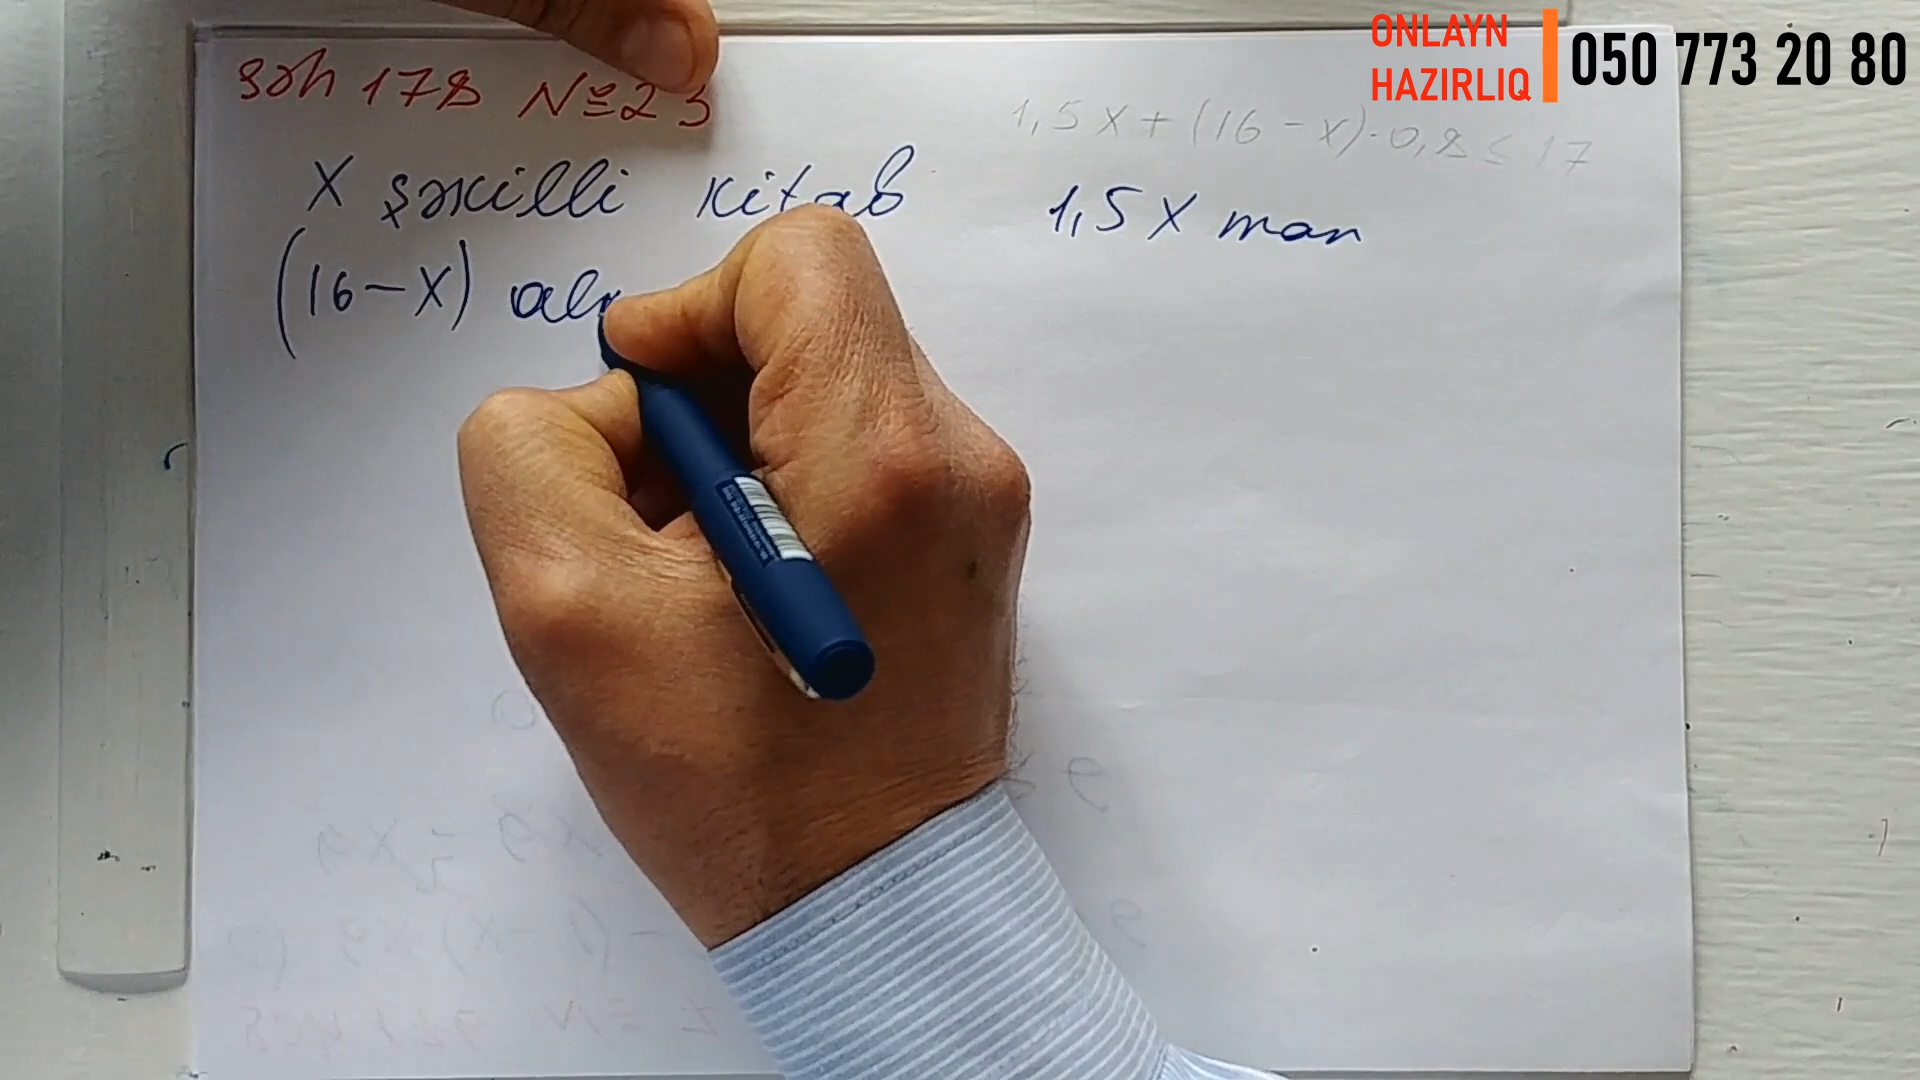 ONLAYN
HAZIRLIQ
050 773 20 80
səh 178 №23
1,5x+(16-x)·0,8≤17
x şəkilli kitab 1,5x man
(16-x)